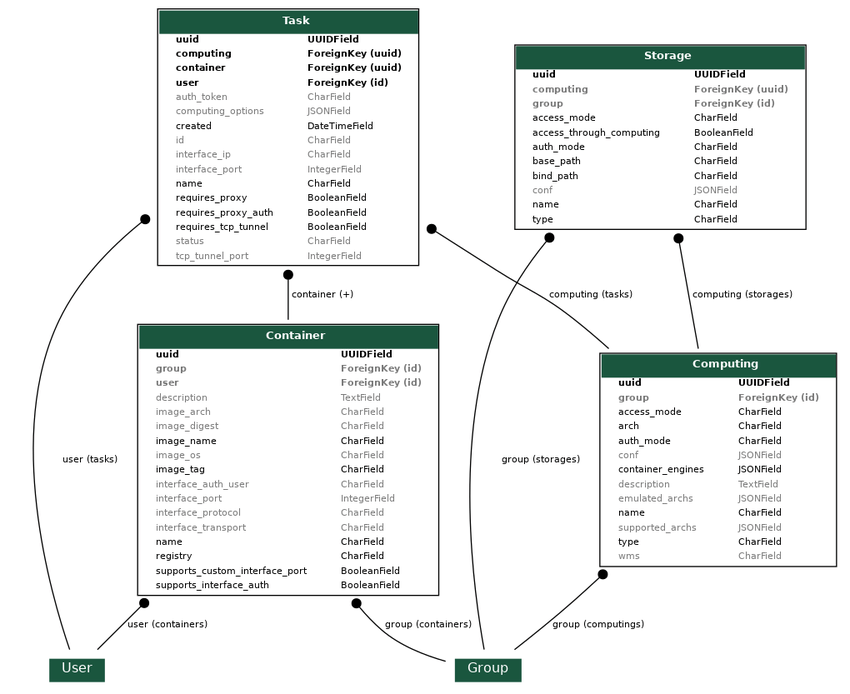 Task
uuid UUIDField
computing ForeignKey (uuid)
container ForeignKey (uuid)
user ForeignKey (id)
auth_token CharField
computing_options JSONField
created DateTimeField
id CharField
interface_ip CharField
interface_port IntegerField
name CharField
requires_proxy BooleanField
requires_proxy_auth BooleanField
requires_tcp_tunnel BooleanField
status CharField
tcp_tunnel_port IntegerField
Storage
uuid UUIDField
computing ForeignKey (uuid)
group ForeignKey (id)
access_mode CharField
access_through_computing BooleanField
auth_mode CharField
base_path CharField
bind_path CharField
conf JSONField
name CharField
type CharField
container (+)
computing (tasks)
computing (storages)
Container
uuid UUIDField
group ForeignKey (id)
user ForeignKey (id)
description TextField
image_arch CharField
image_digest CharField
image_name CharField
image_os CharField
image_tag CharField
interface_auth_user CharField
interface_port IntegerField
interface_protocol CharField
interface_transport CharField
name CharField
registry CharField
supports_custom_interface_port BooleanField
supports_interface_auth BooleanField
Computing
uuid UUIDField
group ForeignKey (id)
access_mode CharField
arch CharField
auth_mode CharField
conf JSONField
container_engines JSONField
description TextField
emulated_archs JSONField
name CharField
supported_archs JSONField
type CharField
wms CharField
user (tasks)
group (storages)
user (containers)
group (containers)
group (computings)
User
Group